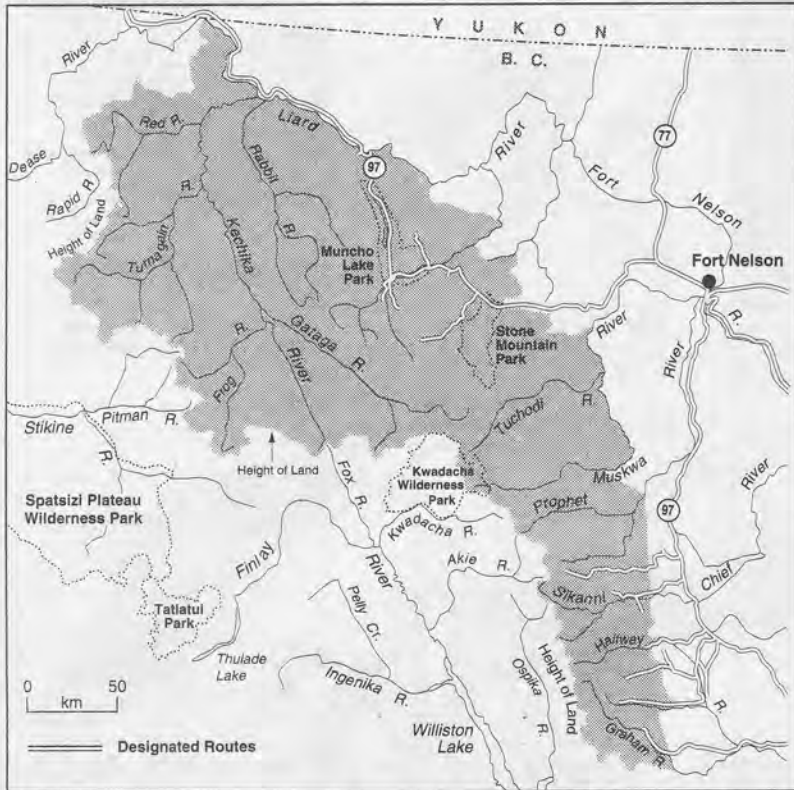 YUKON
B. C.
River
Red R.
Liard
97
77
Rabbit
R.
River
Fort
Nelson
Dease
Rapid R
Height of Land
R.
Turnagain
Kechika
Muncho
Lake
Park
Fort Nelson
R.
River
River
Gataga
R.
Stone
Mountain
Park
R.
Frog
River
Tuchodi
R.
Pitman R.
Stikine
R.
Height of Land
Fox R.
Kwadacha
Wilderness
Park
Muskwa
Prophet
River
97
Spatsizi Plateau
Wilderness Park
Kwadacha R.
Finlay
River
Akie R.
Sikanni
Chief
Tatlatui
Park
Pelly Cr.
Halfway
Thulade
Lake
Ospika
R.
Height of Land
R.
0 50
km
Ingenika R.
Graham R.
Williston
Lake
Designated Routes